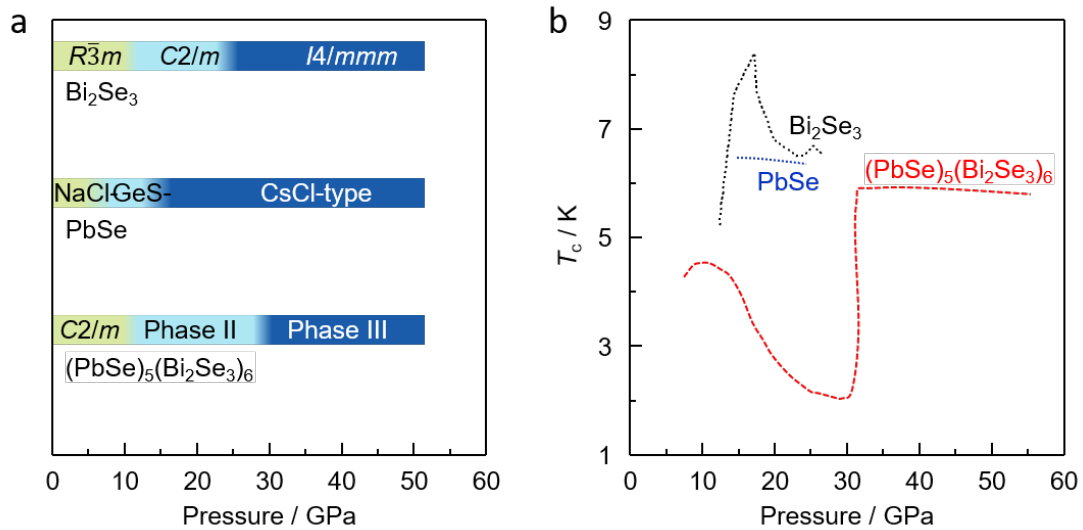 a
R3̅m C2/m I4/mmm
Bi₂Se₃
NaCl-GeS- CsCl-type
PbSe
C2/m Phase II Phase III
(PbSe)₅(Bi₂Se₃)₆
0 10 20 30 40 50 60
Pressure / GPa
b
9
7
5
3
1
T꜀ / K
Bi₂Se₃
PbSe
(PbSe)₅(Bi₂Se₃)₆
0 10 20 30 40 50 60
Pressure / GPa